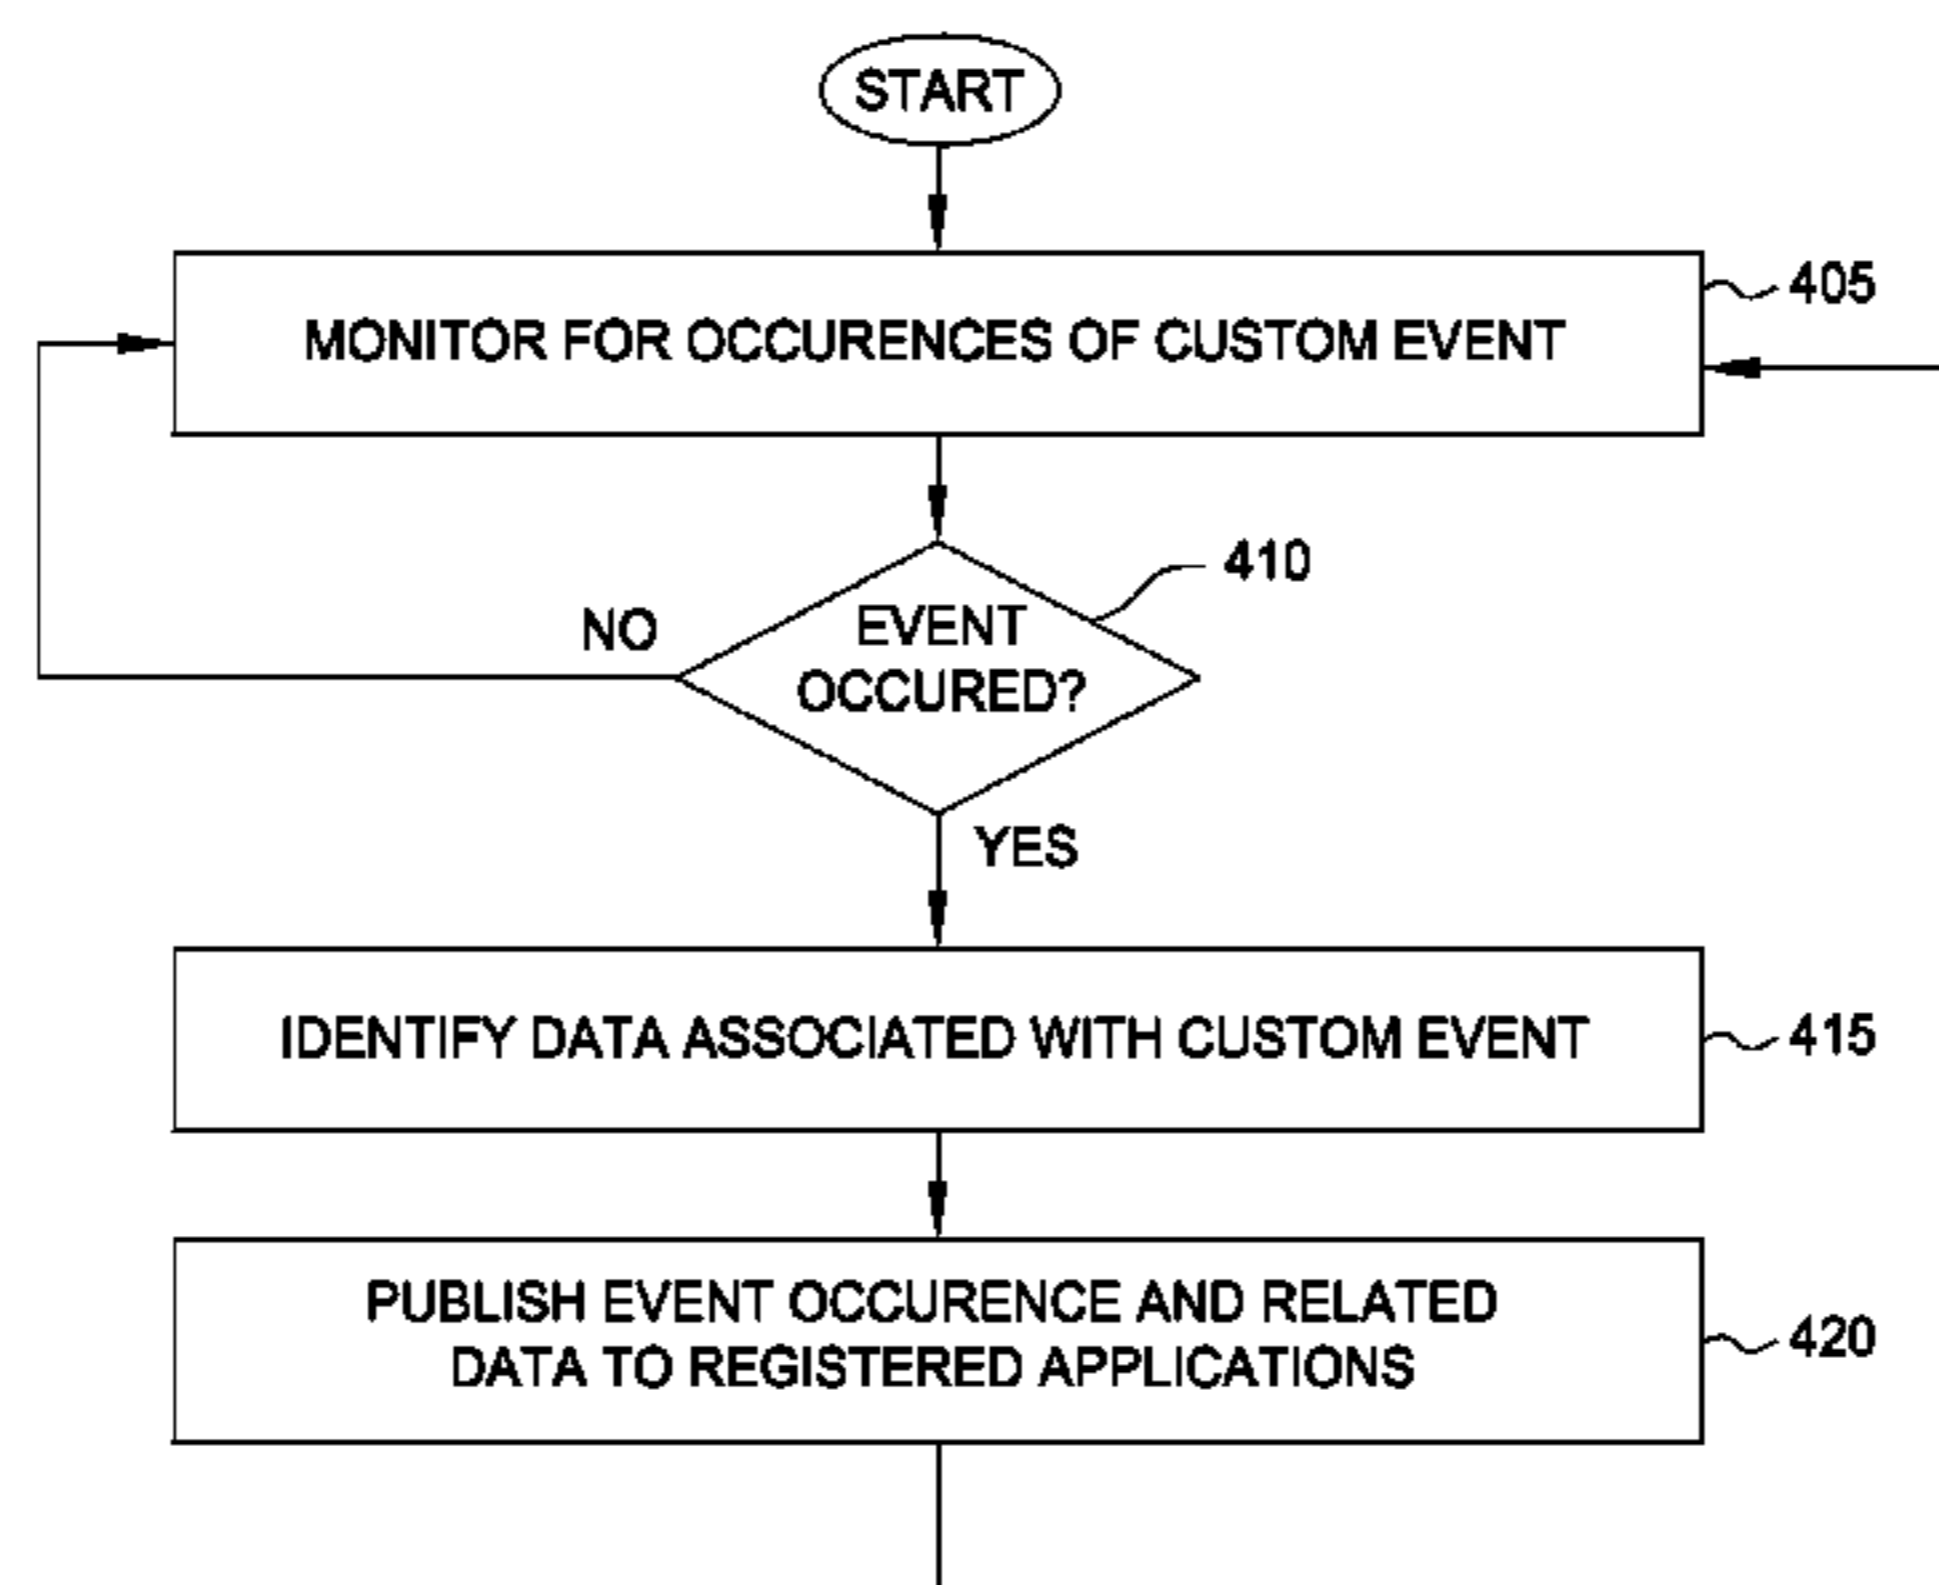 START
MONITOR FOR OCCURENCES OF CUSTOM EVENT
405
410
EVENT
OCCURED?
NO
YES
IDENTIFY DATA ASSOCIATED WITH CUSTOM EVENT
415
PUBLISH EVENT OCCURENCE AND RELATED
DATA TO REGISTERED APPLICATIONS
420